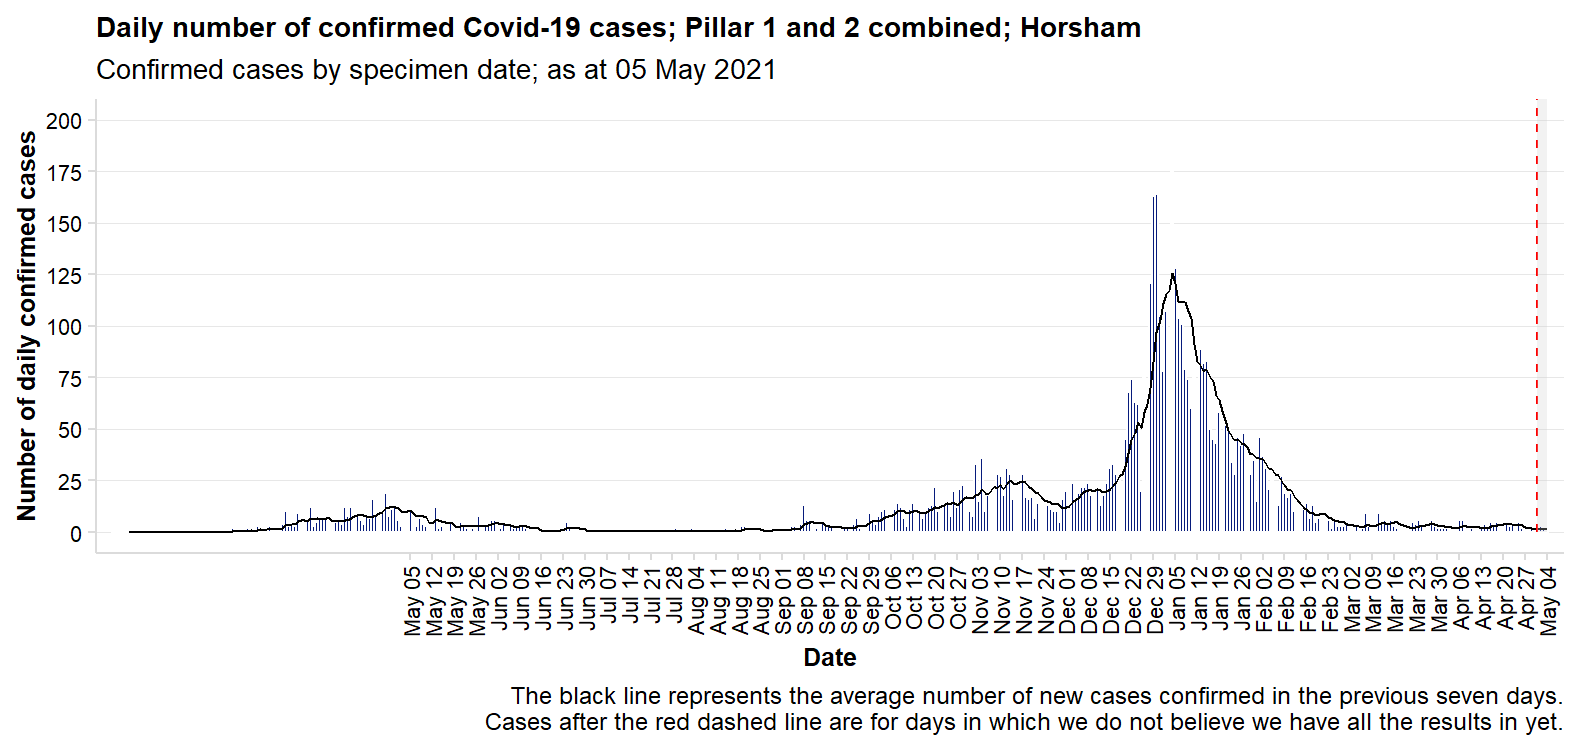 Daily number of confirmed Covid-19 cases; Pillar 1 and 2 combined; Horsham
Confirmed cases by specimen date; as at 05 May 2021
Number of daily confirmed cases
200
175
150
125
100
75
50
25
0
May 05
May 12
May 19
May 26
Jun 02
Jun 09
Jun 16
Jun 23
Jun 30
Jul 07
Jul 14
Jul 21
Jul 28
Aug 04
Aug 11
Aug 18
Aug 25
Sep 01
Sep 08
Sep 15
Sep 22
Sep 29
Oct 06
Oct 13
Oct 20
Oct 27
Nov 03
Nov 10
Nov 17
Nov 24
Dec 01
Dec 08
Dec 15
Dec 22
Dec 29
Jan 05
Jan 12
Jan 19
Jan 26
Feb 02
Feb 09
Feb 16
Feb 23
Mar 02
Mar 09
Mar 16
Mar 23
Mar 30
Apr 06
Apr 13
Apr 20
Apr 27
May 04
Date
The black line represents the average number of new cases confirmed in the previous seven days.
Cases after the red dashed line are for days in which we do not believe we have all the results in yet.